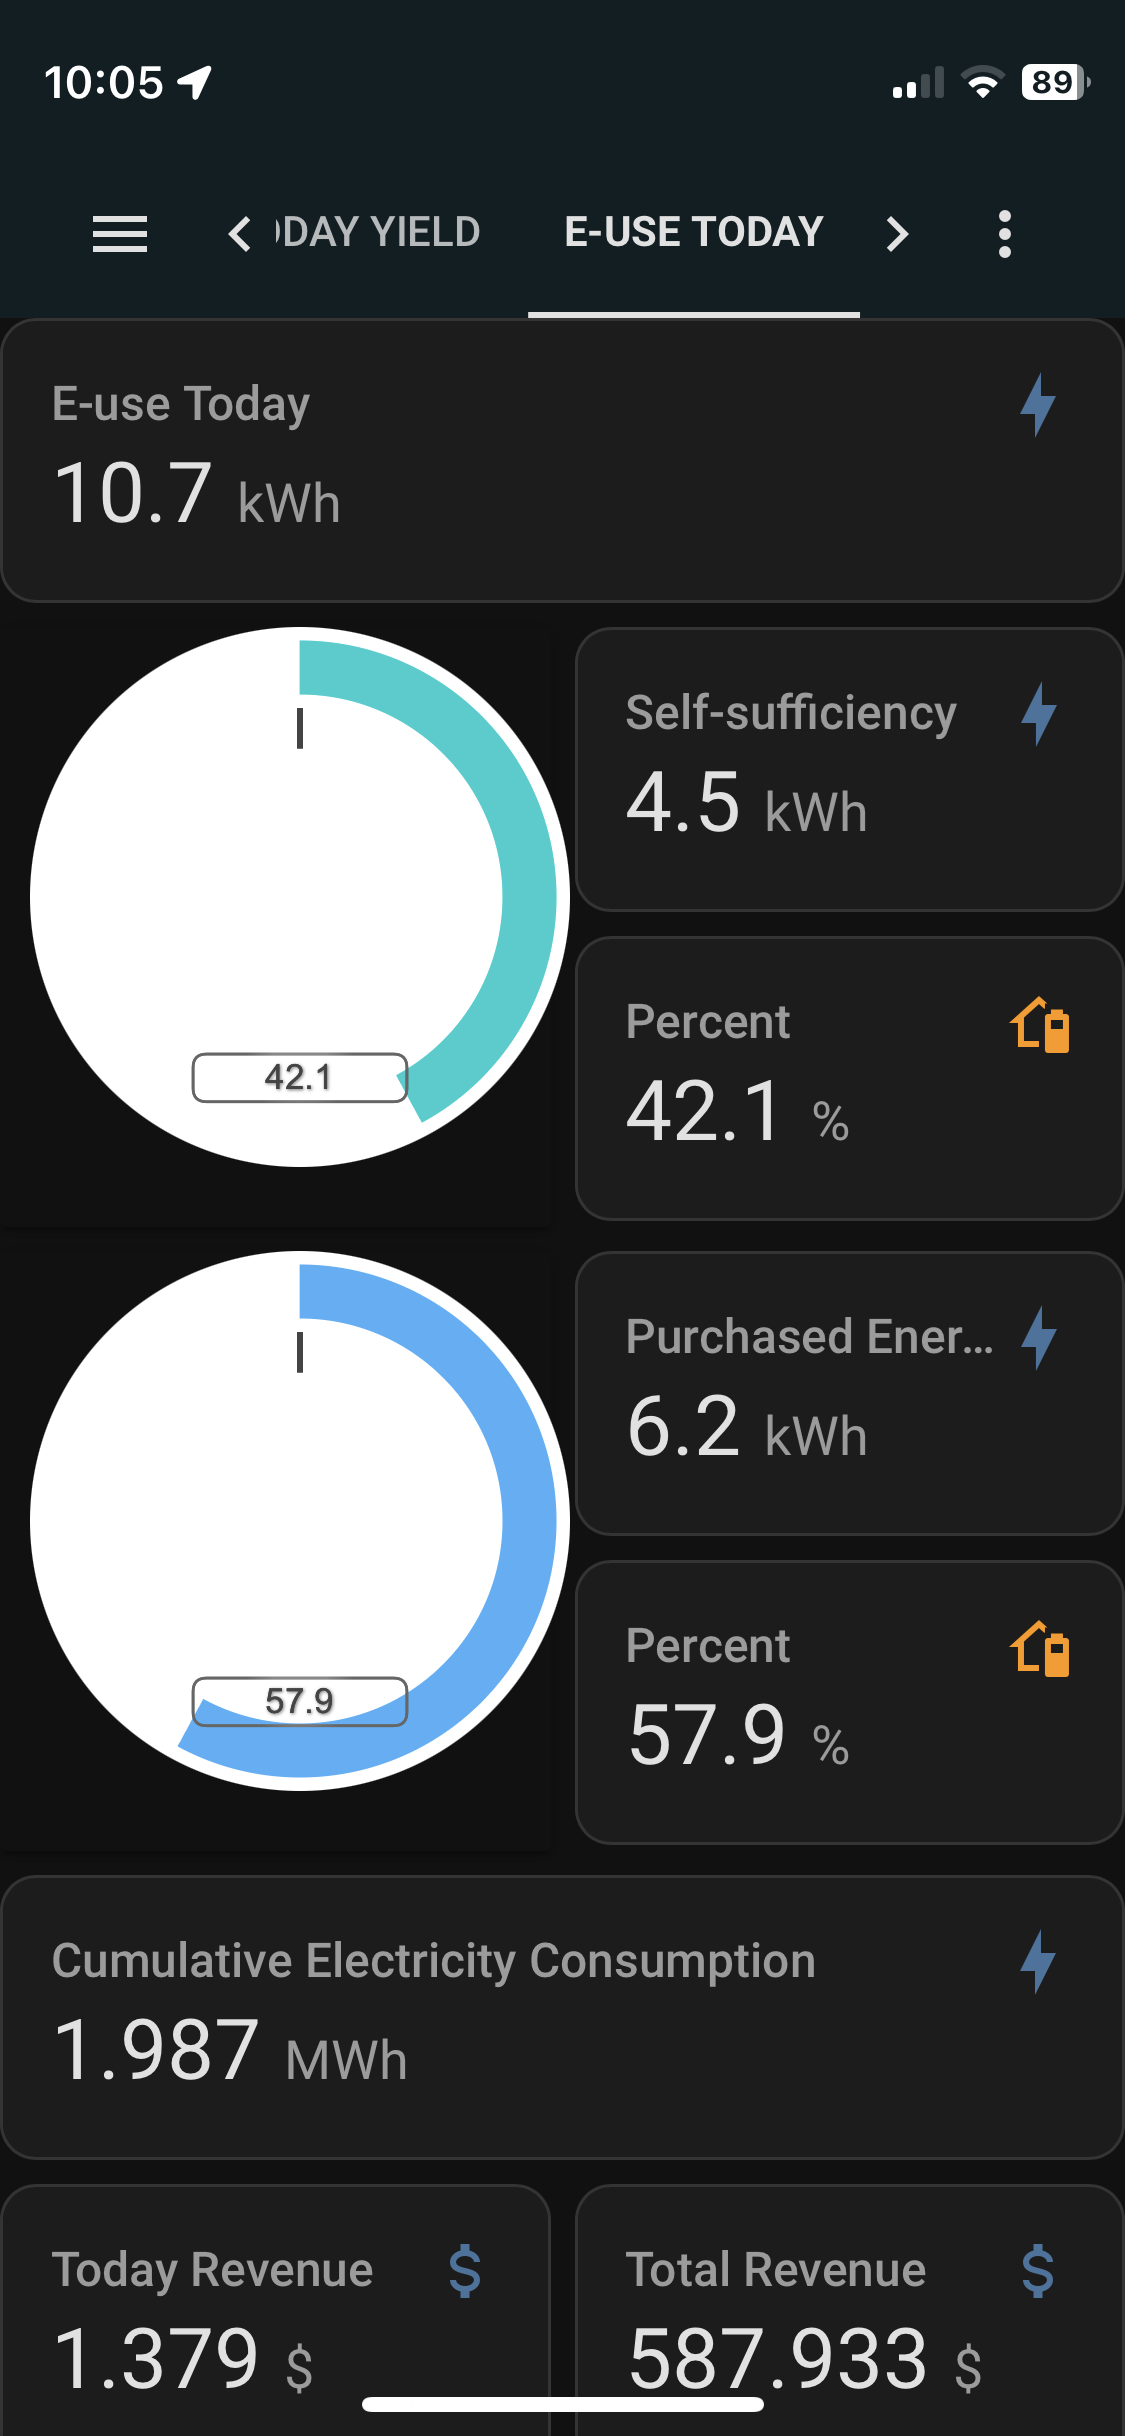 10:05
89
DAY YIELD
E-USE TODAY
E-use Today
10.7 kWh
42.1
Self-sufficiency
4.5 kWh
Percent
42.1 %
57.9
Purchased Ener...
6.2 kWh
Percent
57.9 %
Cumulative Electricity Consumption
1.987 MWh
Today Revenue $
1.379 $
Total Revenue $
587.933 $